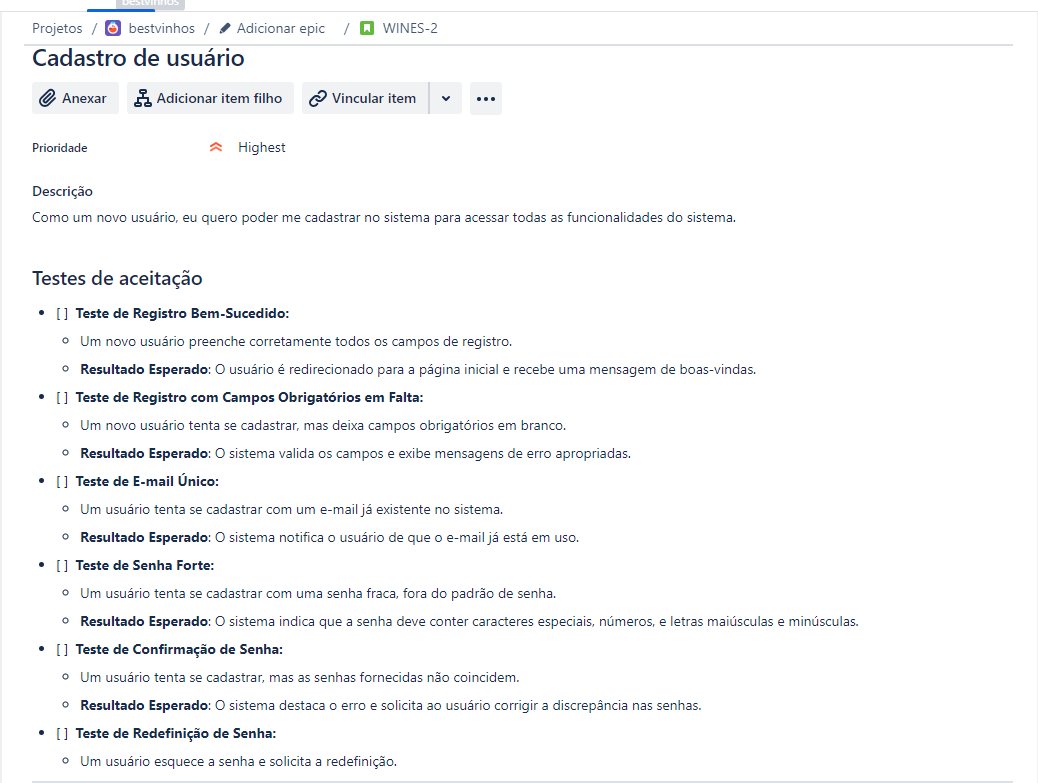 bestvinhos
Projetos / bestvinhos / Adicionar epic / WINES-2
Cadastro de usuário
Anexar Adicionar item filho Vincular item
Prioridade Highest
Descrição
Como um novo usuário, eu quero poder me cadastrar no sistema para acessar todas as funcionalidades do sistema.
Testes de aceitação
• [ ] Teste de Registro Bem-Sucedido:
◦ Um novo usuário preenche corretamente todos os campos de registro.
◦ Resultado Esperado: O usuário é redirecionado para a página inicial e recebe uma mensagem de boas-vindas.
• [ ] Teste de Registro com Campos Obrigatórios em Falta:
◦ Um novo usuário tenta se cadastrar, mas deixa campos obrigatórios em branco.
◦ Resultado Esperado: O sistema valida os campos e exibe mensagens de erro apropriadas.
• [ ] Teste de E-mail Único:
◦ Um usuário tenta se cadastrar com um e-mail já existente no sistema.
◦ Resultado Esperado: O sistema notifica o usuário de que o e-mail já está em uso.
• [ ] Teste de Senha Forte:
◦ Um usuário tenta se cadastrar com uma senha fraca, fora do padrão de senha.
◦ Resultado Esperado: O sistema indica que a senha deve conter caracteres especiais, números, e letras maiúsculas e minúsculas.
• [ ] Teste de Confirmação de Senha:
◦ Um usuário tenta se cadastrar, mas as senhas fornecidas não coincidem.
◦ Resultado Esperado: O sistema destaca o erro e solicita ao usuário corrigir a discrepância nas senhas.
• [ ] Teste de Redefinição de Senha:
◦ Um usuário esquece a senha e solicita a redefinição.